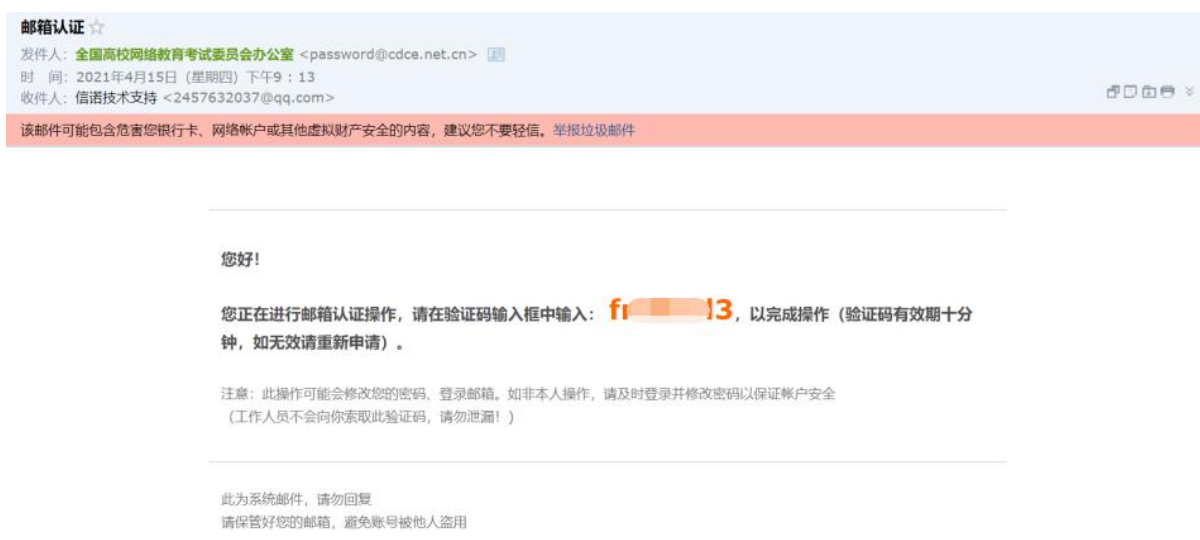 邮箱认证
发件人：全国高校网络教育考试委员会办公室 <password@cdce.net.cn>
时 间：2021年4月15日 (星期四) 下午9：13
收件人：信诺技术支持 <2457632037@qq.com>
该邮件可能包含危害您银行卡、网络帐户或其他虚拟财产安全的内容，建议您不要轻信。举报垃圾邮件
您好！
您正在进行邮箱认证操作，请在验证码输入框中输入： 3，以完成操作（验证码有效期十分
钟，如无效请重新申请）。
注意：此操作可能会修改您的密码、登录邮箱。如非本人操作，请及时登录并修改密码以保证帐户安全
（工作人员不会向你索取此验证码，请勿泄漏！)
此为系统邮件，请勿回复
请保管好您的邮箱，避免账号被他人盗用